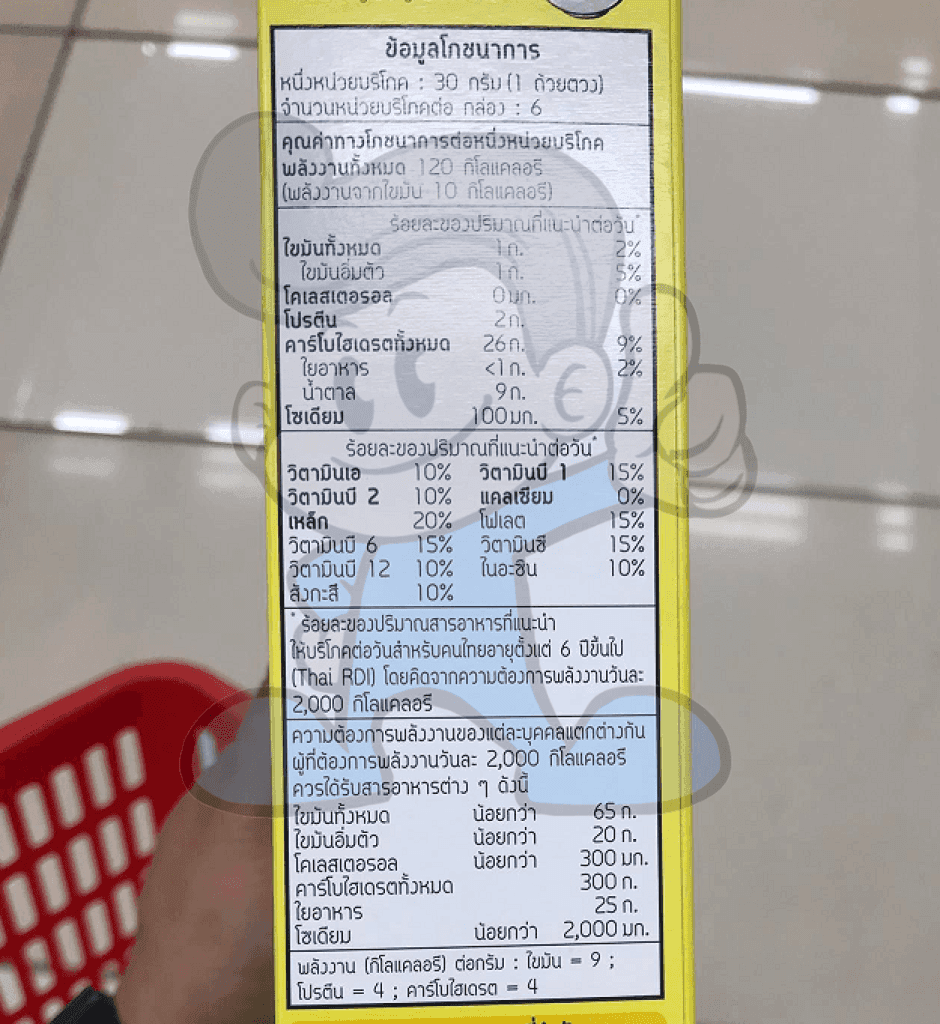 ข้อมูลโภชนาการ
หนึ่งหน่วยบริโภค : 30 กรัม (1 ถ้วยตวง)
จำนวนหน่วยบริโภคต่อ กล่อง : 6
คุณค่าทางโภชนาการต่อหนึ่งหน่วยบริโภค
พลังงานทั้งหมด 120 กิโลแคลอรี
(พลังงานจากไขมัน 10 กิโลแคลอรี)
ร้อยละของปริมาณที่แนะนำต่อวัน*
ไขมันทั้งหมด 1 ก. 2%
ไขมันอิ่มตัว 1 ก. 5%
โคเลสเตอรอล 0 มก. 0%
โปรตีน 2 ก.
คาร์โบไฮเดรตทั้งหมด 26 ก. 9%
ใยอาหาร <1 ก. 2%
น้ำตาล 9 ก.
โซเดียม 100 มก. 5%
ร้อยละของปริมาณที่แนะนำต่อวัน*
วิตามินเอ 10% วิตามินบี 1 15%
วิตามินบี 2 10% แคลเซียม 0%
เหล็ก 20% โฟเลต 15%
วิตามินบี 6 15% วิตามินซี 15%
วิตามินบี 12 10% ไนอะซิน 10%
สังกะสี 10%
* ร้อยละของปริมาณสารอาหารที่แนะนำ
ให้บริโภคต่อวันสำหรับคนไทยอายุตั้งแต่ 6 ปีขึ้นไป
(Thai RDI) โดยคิดจากความต้องการพลังงานวันละ
2,000 กิโลแคลอรี
ความต้องการพลังงานของแต่ละบุคคลแตกต่างกัน
ผู้ที่ต้องการพลังงานวันละ 2,000 กิโลแคลอรี
ควรได้รับสารอาหารต่าง ๆ ดังนี้
ไขมันทั้งหมด น้อยกว่า 65 ก.
ไขมันอิ่มตัว น้อยกว่า 20 ก.
โคเลสเตอรอล น้อยกว่า 300 มก.
คาร์โบไฮเดรตทั้งหมด 300 ก.
ใยอาหาร 25 ก.
โซเดียม น้อยกว่า 2,000 มก.
พลังงาน (กิโลแคลอรี) ต่อกรัม : ไขมัน = 9 ;
โปรตีน = 4 ; คาร์โบไฮเดรต = 4